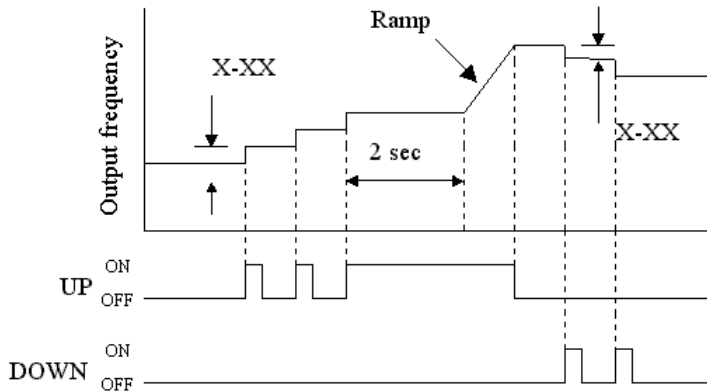 Ramp
X-XX
Output frequency
X-XX
2 sec
ON
UP
OFF
ON
DOWN
OFF